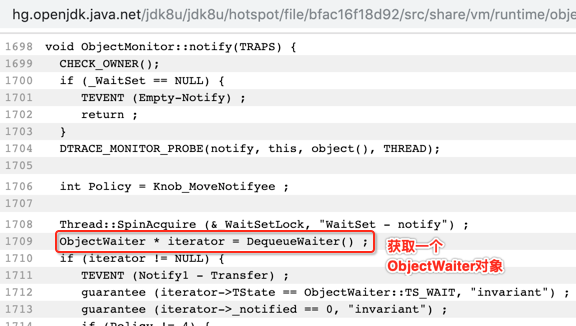 hg.openjdk.java.net/jdk8u/jdk8u/hotspot/file/bfac16f18d92/src/share/vm/runtime/obje
1698 void ObjectMonitor::notify(TRAPS) {
1699 CHECK_OWNER();
1700 if (_WaitSet == NULL) {
1701 TEVENT (Empty-Notify) ;
1702 return ;
1703 }
1704 DTRACE_MONITOR_PROBE(notify, this, object(), THREAD);
1705
1706 int Policy = Knob_MoveNotifyee ;
1707
1708 Thread::SpinAcquire (& WaitSetLock, "WaitSet - notify") ;
1709 ObjectWaiter * iterator = DequeueWaiter() ; 获取一个
1710 if (iterator != NULL) { ObjectWaiter对象
1711 TEVENT (Notify1 - Transfer) ;
1712 guarantee (iterator->TState == ObjectWaiter::TS_WAIT, "invariant") ;
1713 guarantee (iterator->_notified == 0, "invariant") ;
if (Policy != 4) {